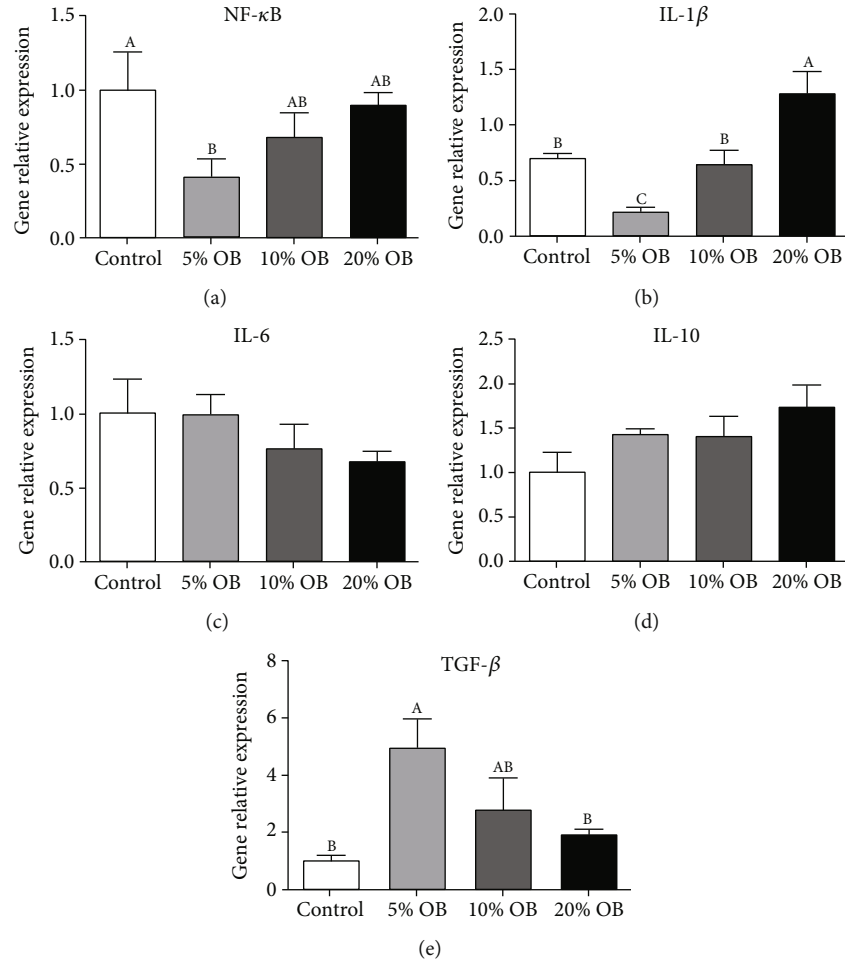 NF-κB
Gene relative expression
1.5
1.0
0.5
0.0
A
B
AB
AB
Control 5% OB 10% OB 20% OB
(a)
IL-1β
Gene relative expression
2.0
1.5
1.0
0.5
0.0
B
C
B
A
Control 5% OB 10% OB 20% OB
(b)
IL-6
Gene relative expression
1.5
1.0
0.5
0.0
Control 5% OB 10% OB 20% OB
(c)
IL-10
Gene relative expression
2.5
2.0
1.5
1.0
0.5
0.0
Control 5% OB 10% OB 20% OB
(d)
TGF-β
Gene relative expression
8
6
4
2
0
B
A
AB
B
Control 5% OB 10% OB 20% OB
(e)